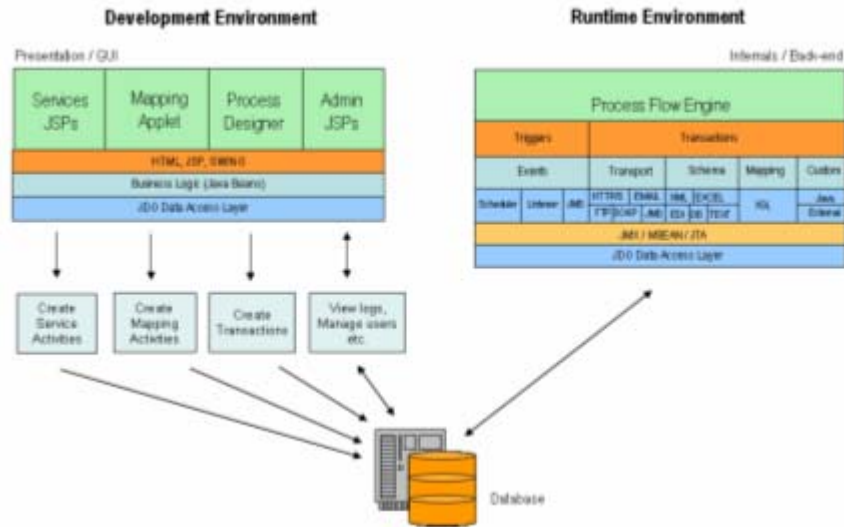 Development Environment
Runtime Environment
Presentation / GUI
Internals / Back-end
Services JSPs
Mapping Applet
Process Designer
Admin JSPs
HTML, JSP, SWING
Business Logic (Java Beans)
JDO Data Access Layer
Process Flow Engine
Triggers
Transactions
Events
Transport
Schema
Mapping
Custom
Scheduler
Listener
JMS
HTTP/S
EMAIL
XML
EXCEL
FTP
SOAP
JMS
EDI
DB
TEXT
XSL
Java
External
JMX / MBEAN / JTA
JDO Data Access Layer
Create Service Activities
Create Mapping Activities
Create Transactions
View logs, Manage users etc.
Database